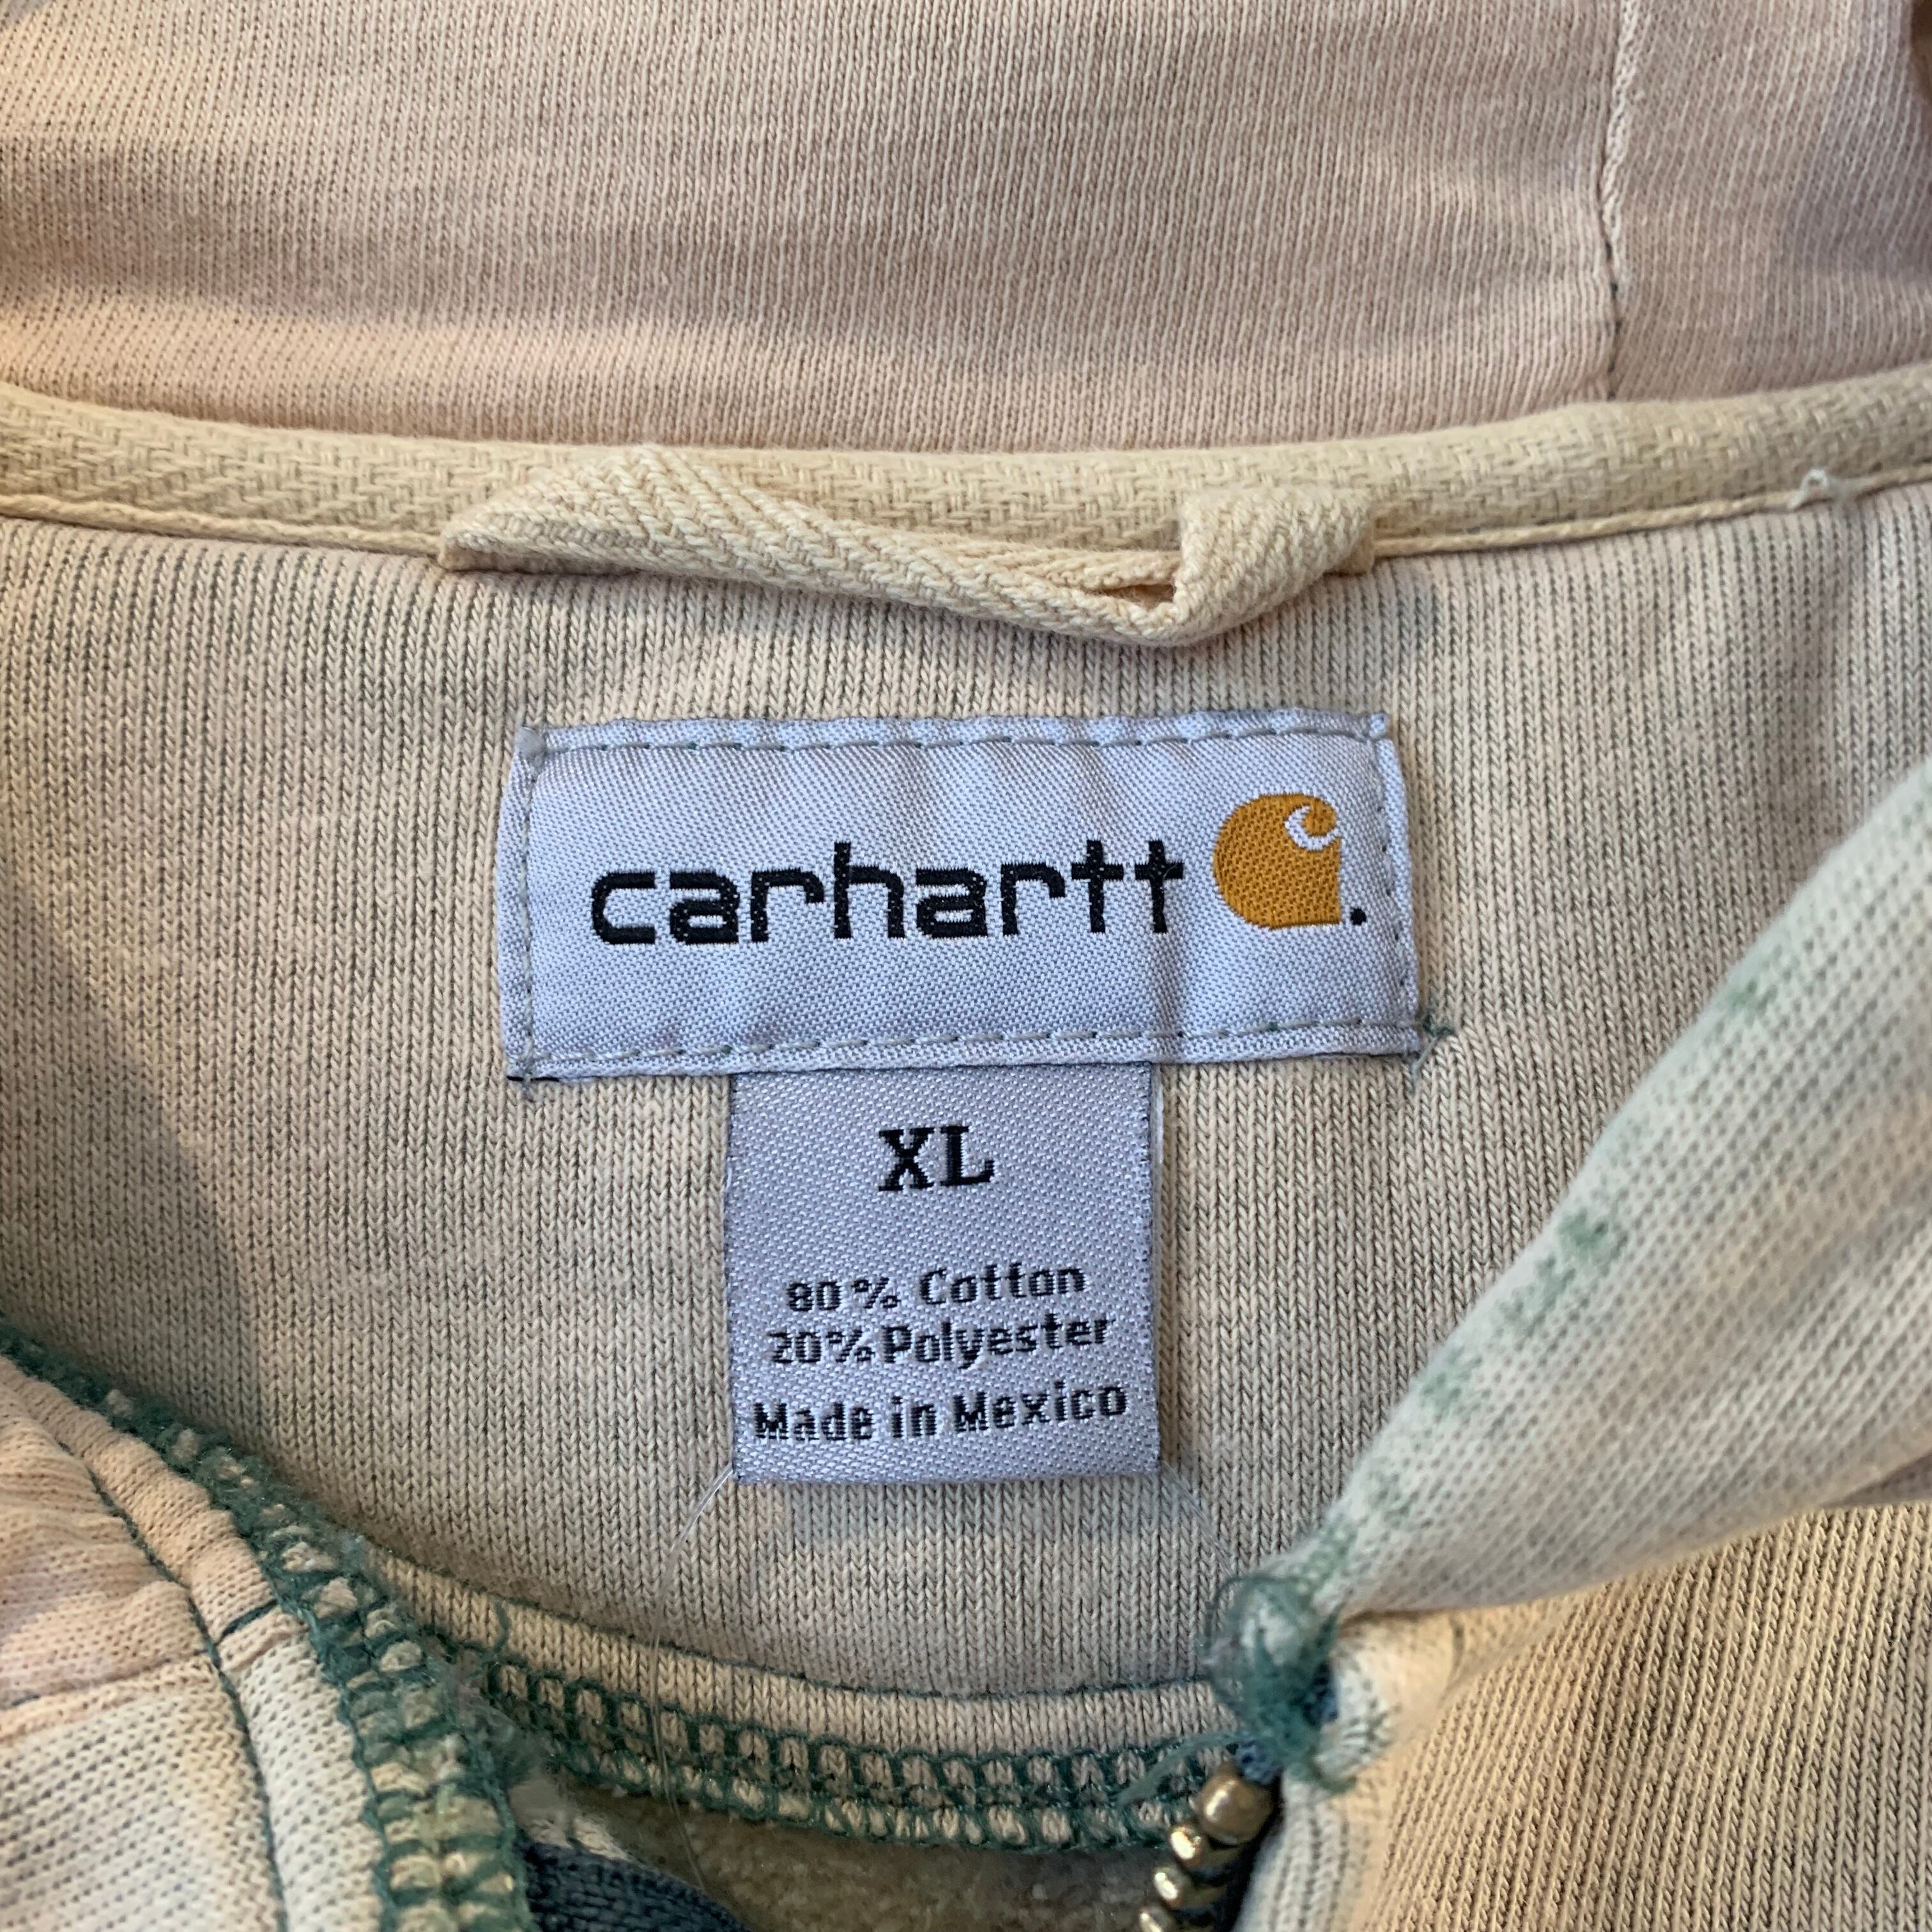 carhartt
XL
80% Cotton
20% Polyester
Made in Mexico